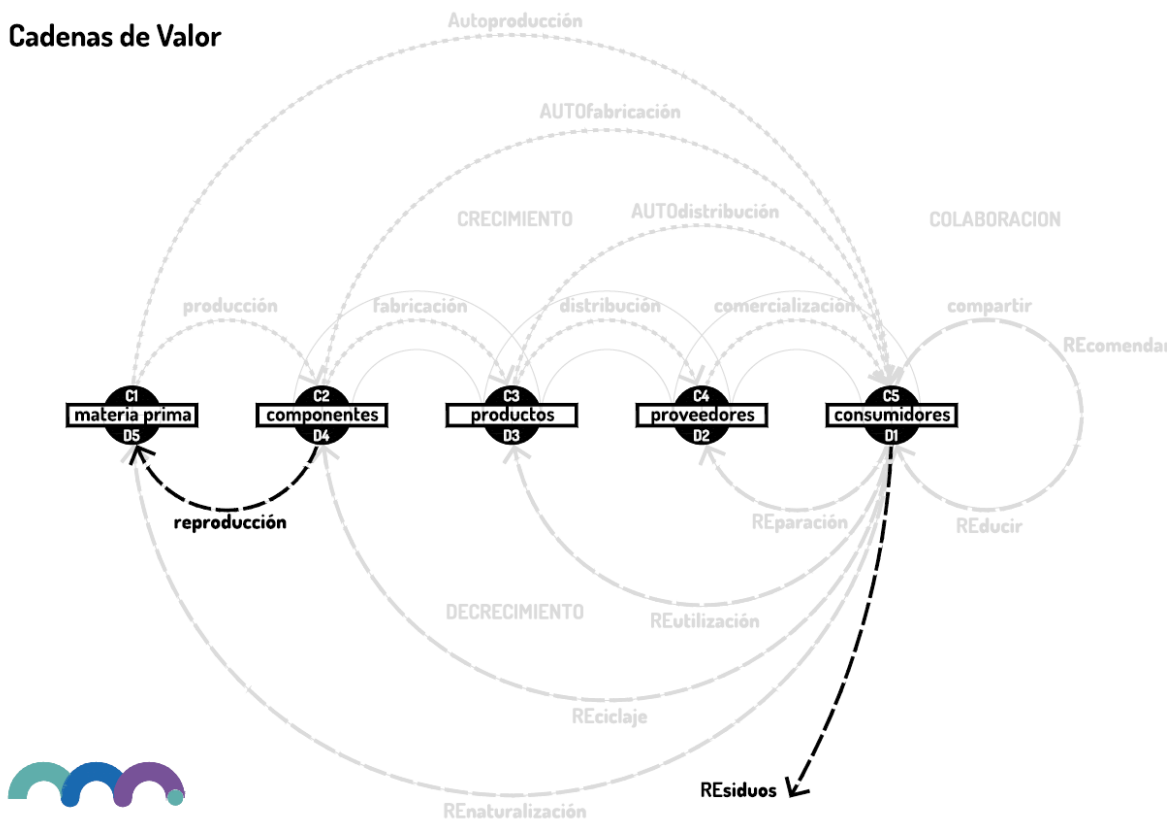 Cadenas de Valor
Autoproducción
AUTOfabricación
CRECIMIENTO
AUTOdistribución
COLABORACION
producción
fabricación
distribución
comercialización
compartir
REcomendar
C1
materia prima
D5
C2
componentes
D4
C3
productos
D3
C4
proveedores
D2
C5
consumidores
D1
reproducción
REparación
REducir
DECRECIMIENTO
REutilización
REciclaje
REsiduos
REnaturalización